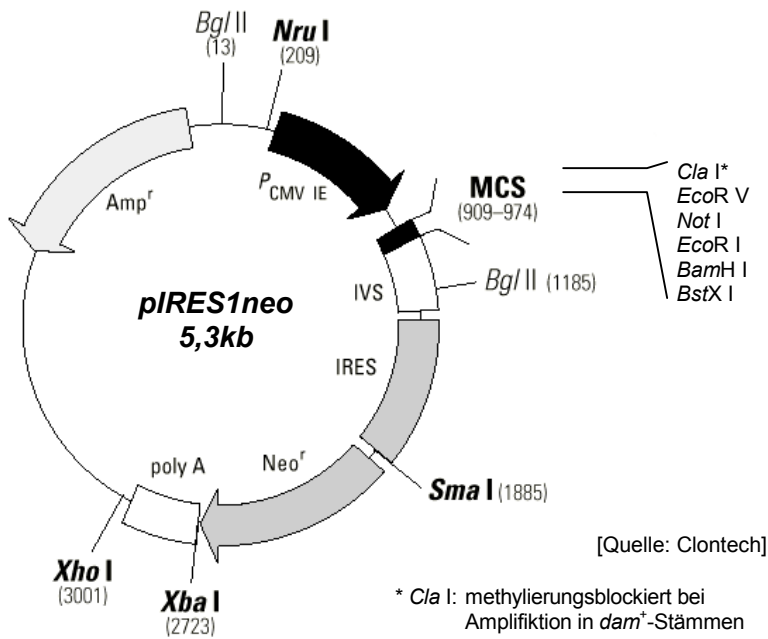 Bgl II
(13)
Nru I
(209)
Ampʳ
P CMV IE
MCS
(909–974)
Cla I*
EcoR V
Not I
EcoR I
BamH I
BstX I
IVS
Bgl II (1185)
pIRES1neo
5,3kb
IRES
poly A
Neoʳ
Sma I (1885)
Xho I
(3001)
Xba I
(2723)
[Quelle: Clontech]
* Cla I: methylierungsblockiert bei
Amplifiktion in dam⁺-Stämmen